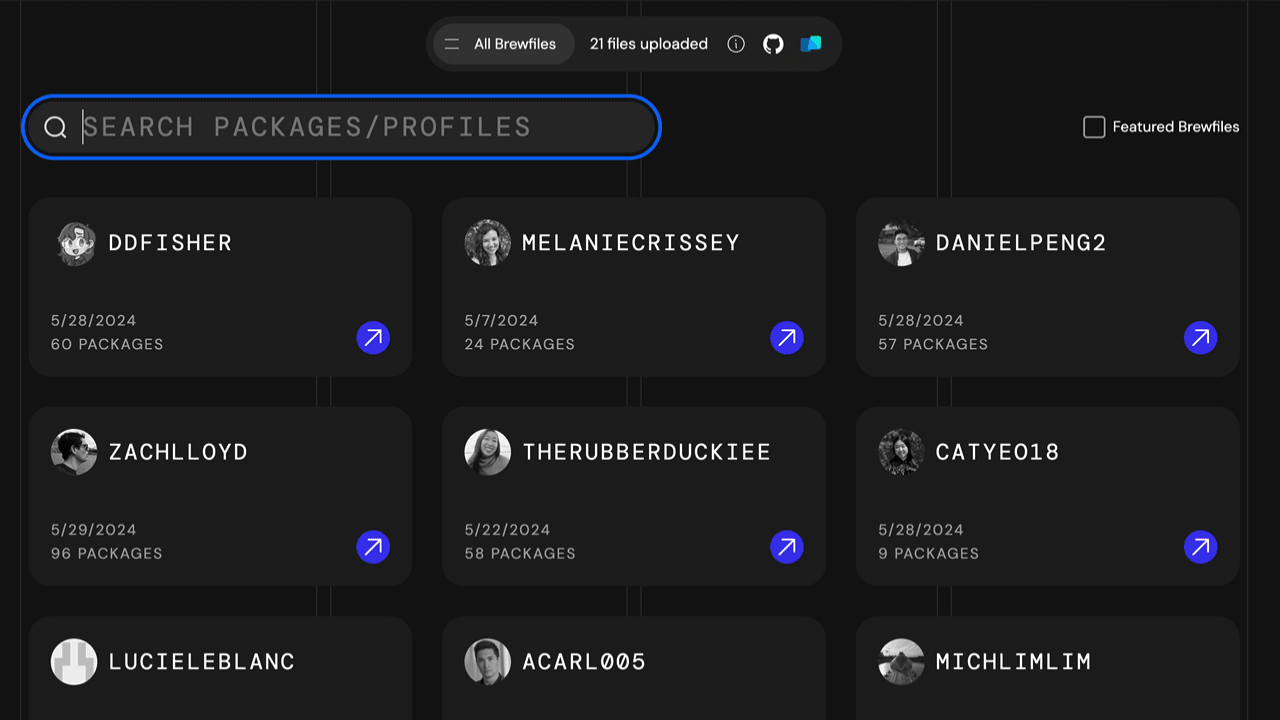 All Brewfiles 21 files uploaded
SEARCH PACKAGES/PROFILES
Featured Brewfiles
DDFISHER
5/28/2024
60 PACKAGES
MELANIECRISSEY
5/7/2024
24 PACKAGES
DANIELPENG2
5/28/2024
57 PACKAGES
ZACHLLOYD
5/29/2024
96 PACKAGES
THERUBBERDUCKIEE
5/22/2024
58 PACKAGES
CATYEO18
5/28/2024
9 PACKAGES
LUCIELEBLANC
ACARL005
MICHLIMLIM